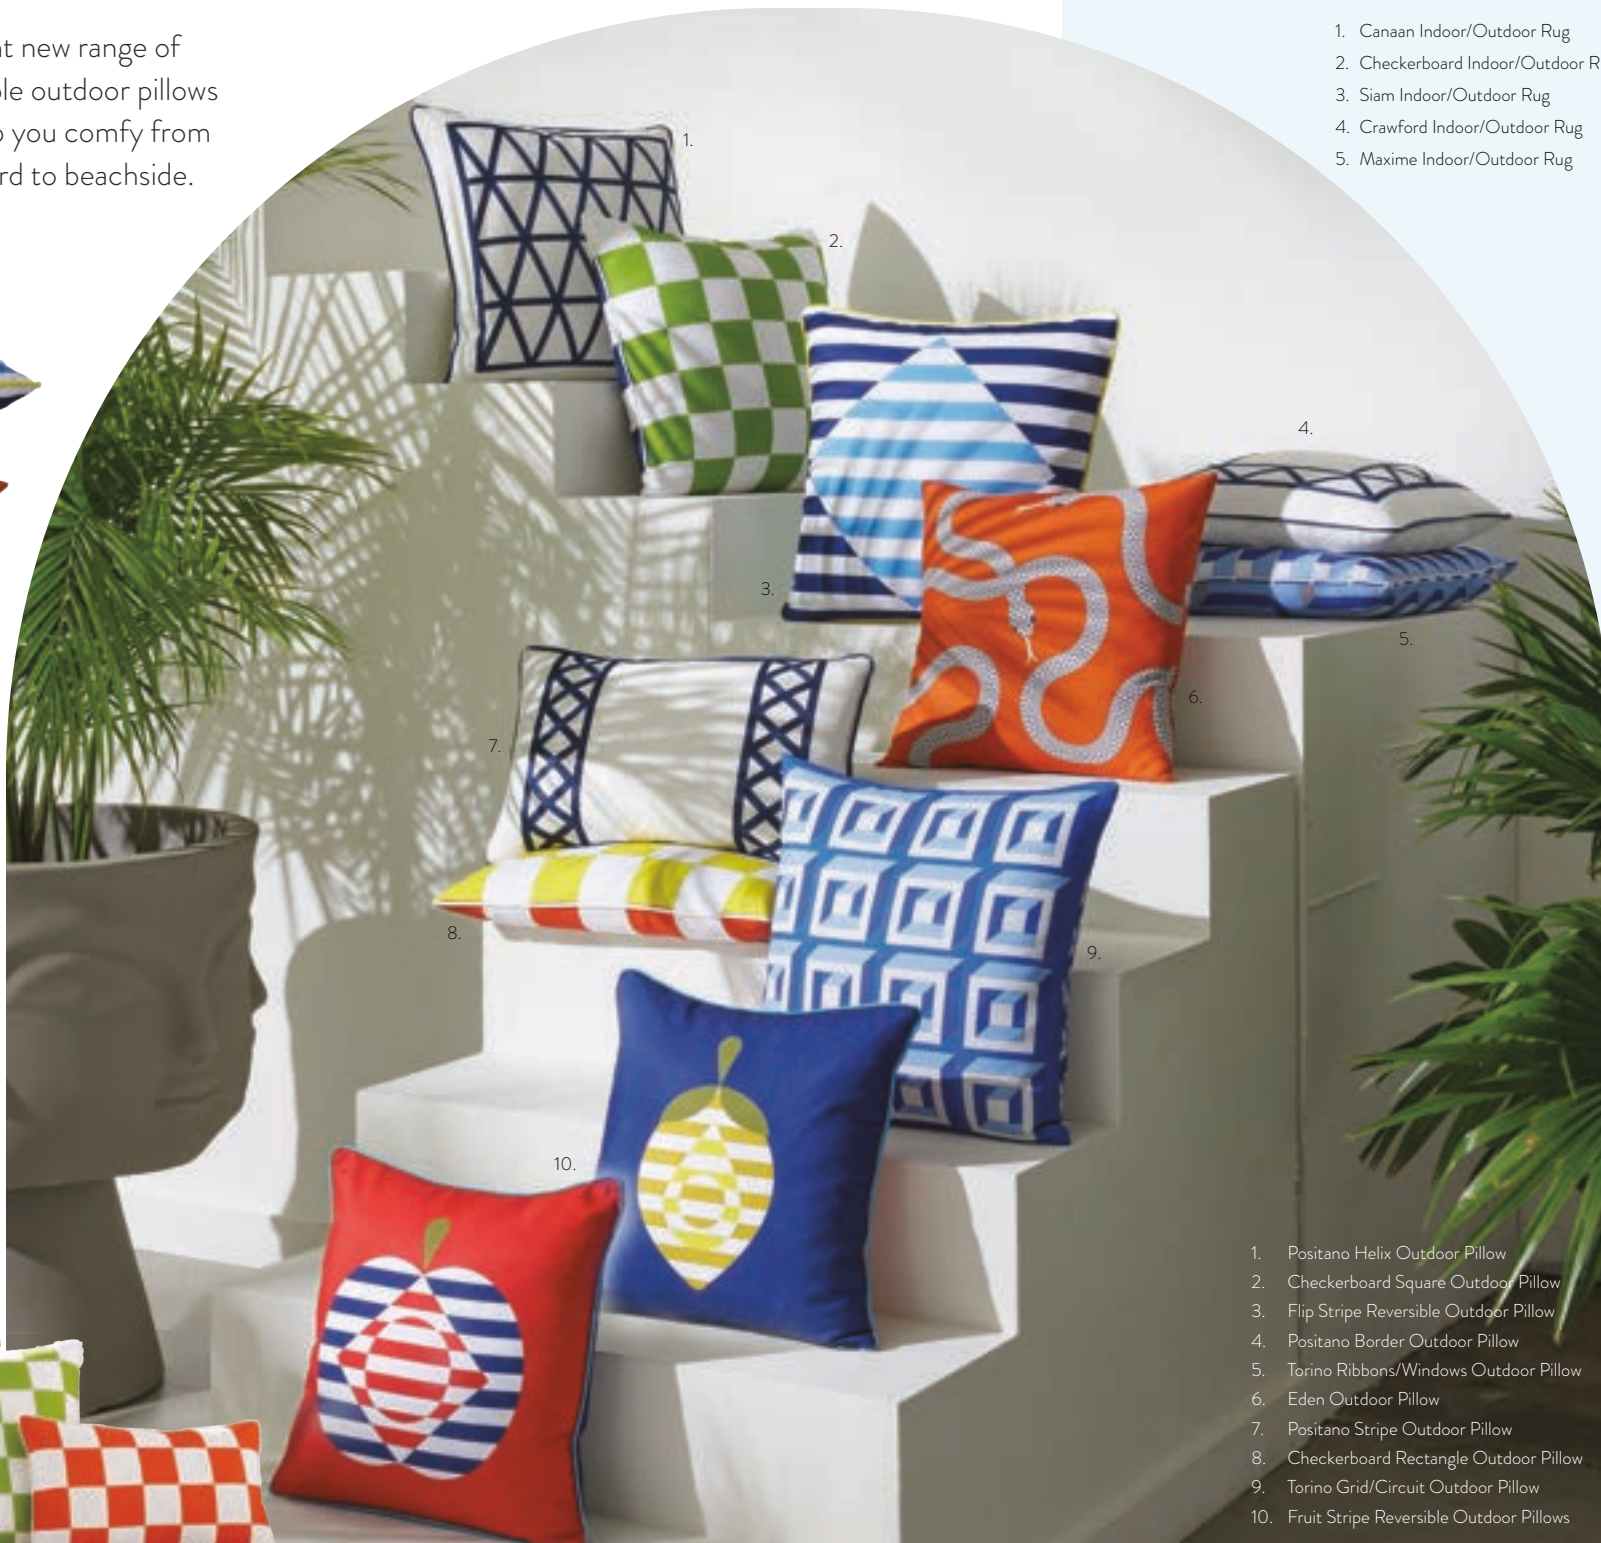 new range of
outdoor pillows
you comfy from
to beachside.
1. Canaan Indoor/Outdoor Rug
2. Checkerboard Indoor/Outdoor
3. Siam Indoor/Outdoor Rug
4. Crawford Indoor/Outdoor Rug
5. Maxime Indoor/Outdoor Rug
1.
2.
4.
3.
5.
6.
7.
8.
9.
10.
1. Positano Helix Outdoor Pillow
2. Checkerboard Square Outdoor Pillow
3. Flip Stripe Reversible Outdoor Pillow
4. Positano Border Outdoor Pillow
5. Torino Ribbons/Windows Outdoor Pillow
6. Eden Outdoor Pillow
7. Positano Stripe Outdoor Pillow
8. Checkerboard Rectangle Outdoor Pillow
9. Torino Grid/Circuit Outdoor Pillow
10. Fruit Stripe Reversible Outdoor Pillows